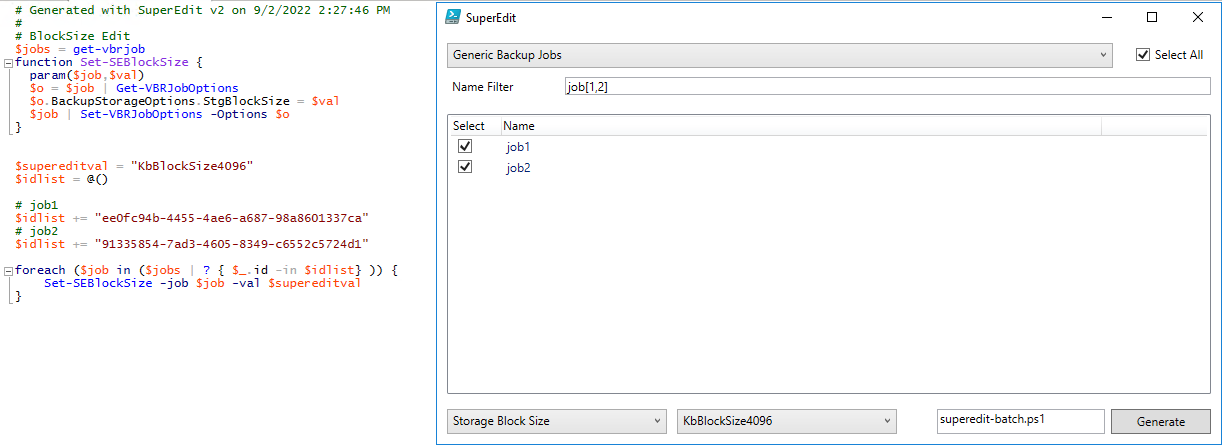 # Generated with SuperEdit v2 on 9/2/2022 2:27:46 PM
#
# BlockSize Edit
$jobs = get-vbrjob
function Set-SEBlockSize {
param($job,$val)
$o = $job | Get-VBRJobOptions
$o.BackupStorageOptions.StgBlockSize = $val
$job | Set-VBRJobOptions -Options $o
}
$supereditval = "KbBlockSize4096"
$idlist = @()
# job1
$idlist += "ee0fc94b-4455-4ae6-a687-98a8601337ca"
# job2
$idlist += "91335854-7ad3-4605-8349-c6552c5724d1"
foreach ($job in ($jobs | ? { $_.id -in $idlist} )) {
Set-SEBlockSize -job $job -val $supereditval
}
SuperEdit
Generic Backup Jobs
Select All
Name Filter
job[1,2]
Select Name
job1
job2
Storage Block Size
KbBlockSize4096
superedit-batch.ps1
Generate